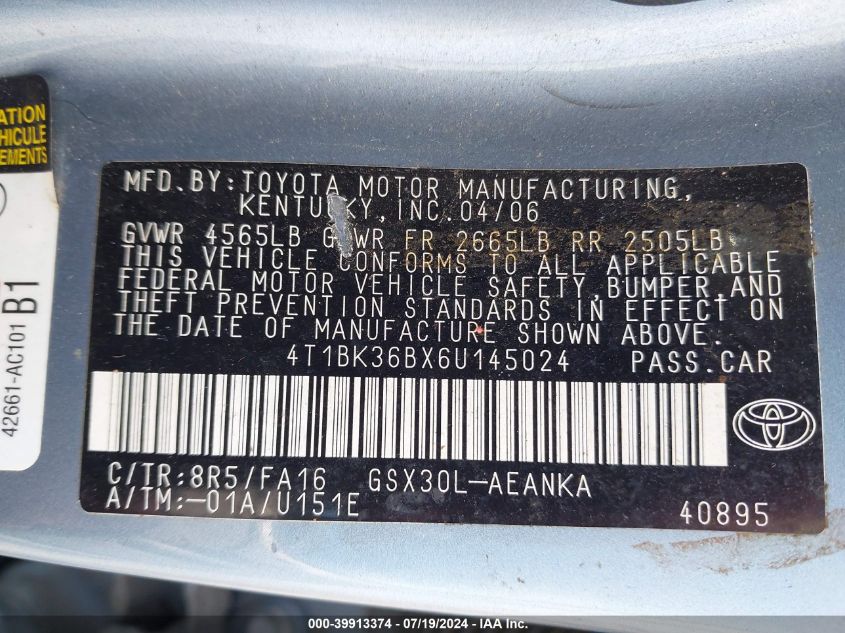 ATION
EHICULE
EMENTS
42661-AC101
B1
MFD.BY:TOYOTA MOTOR MANUFACTURING,
KENTUCKY, INC. 04/06
GVWR 4565LB GAWR FR 2665LB RR 2505LB
THIS VEHICLE CONFORMS TO ALL APPLICABLE
FEDERAL MOTOR VEHICLE SAFETY, BUMPER, AND
THEFT PREVENTION STANDARDS IN EFFECT ON
THE DATE OF MANUFACTURE SHOWN ABOVE.
4T1BK36BX6U145024 PASS.CAR
C/TR:8R5/FA16 GSX30L-AEANKA
A/TM:-01A/U151E 40895
000-39913374 / 07/19/2024 - IAA Inc.